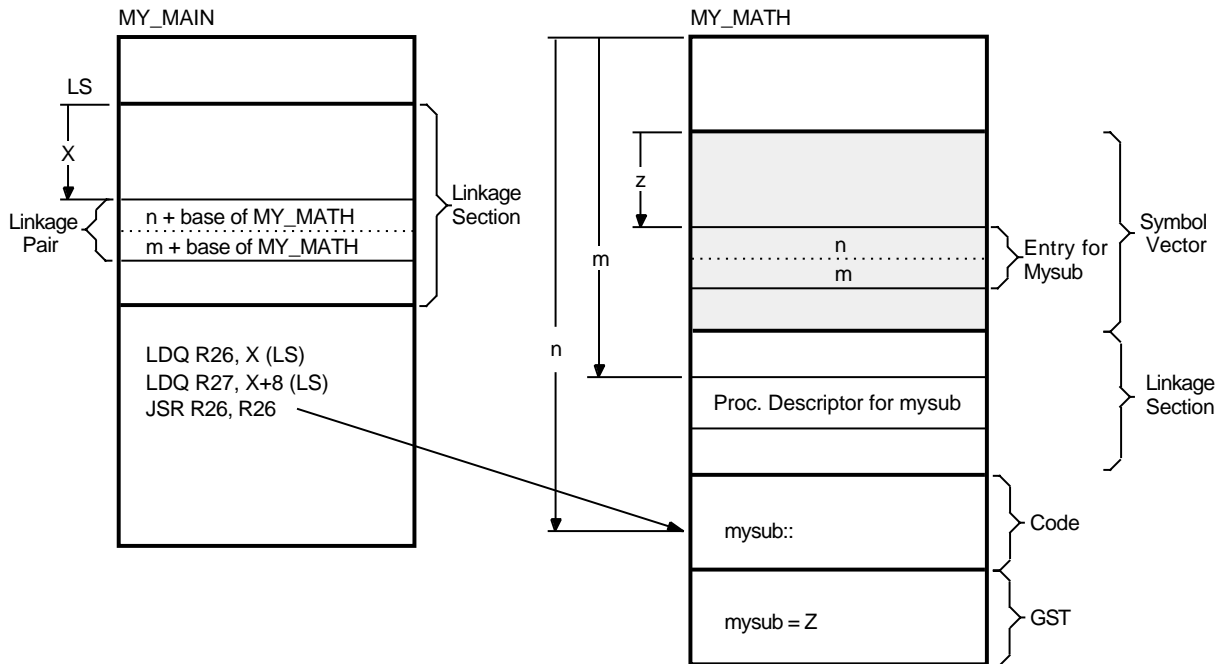 MY_MAIN
LS
X
Linkage
Pair
n + base of MY_MATH
m + base of MY_MATH
Linkage
Section
LDQ R26, X (LS)
LDQ R27, X+8 (LS)
JSR R26, R26
MY_MATH
n
m
z
n
m
Entry for
Mysub
Symbol
Vector
Proc. Descriptor for mysub
Linkage
Section
mysub::
Code
mysub = Z
GST